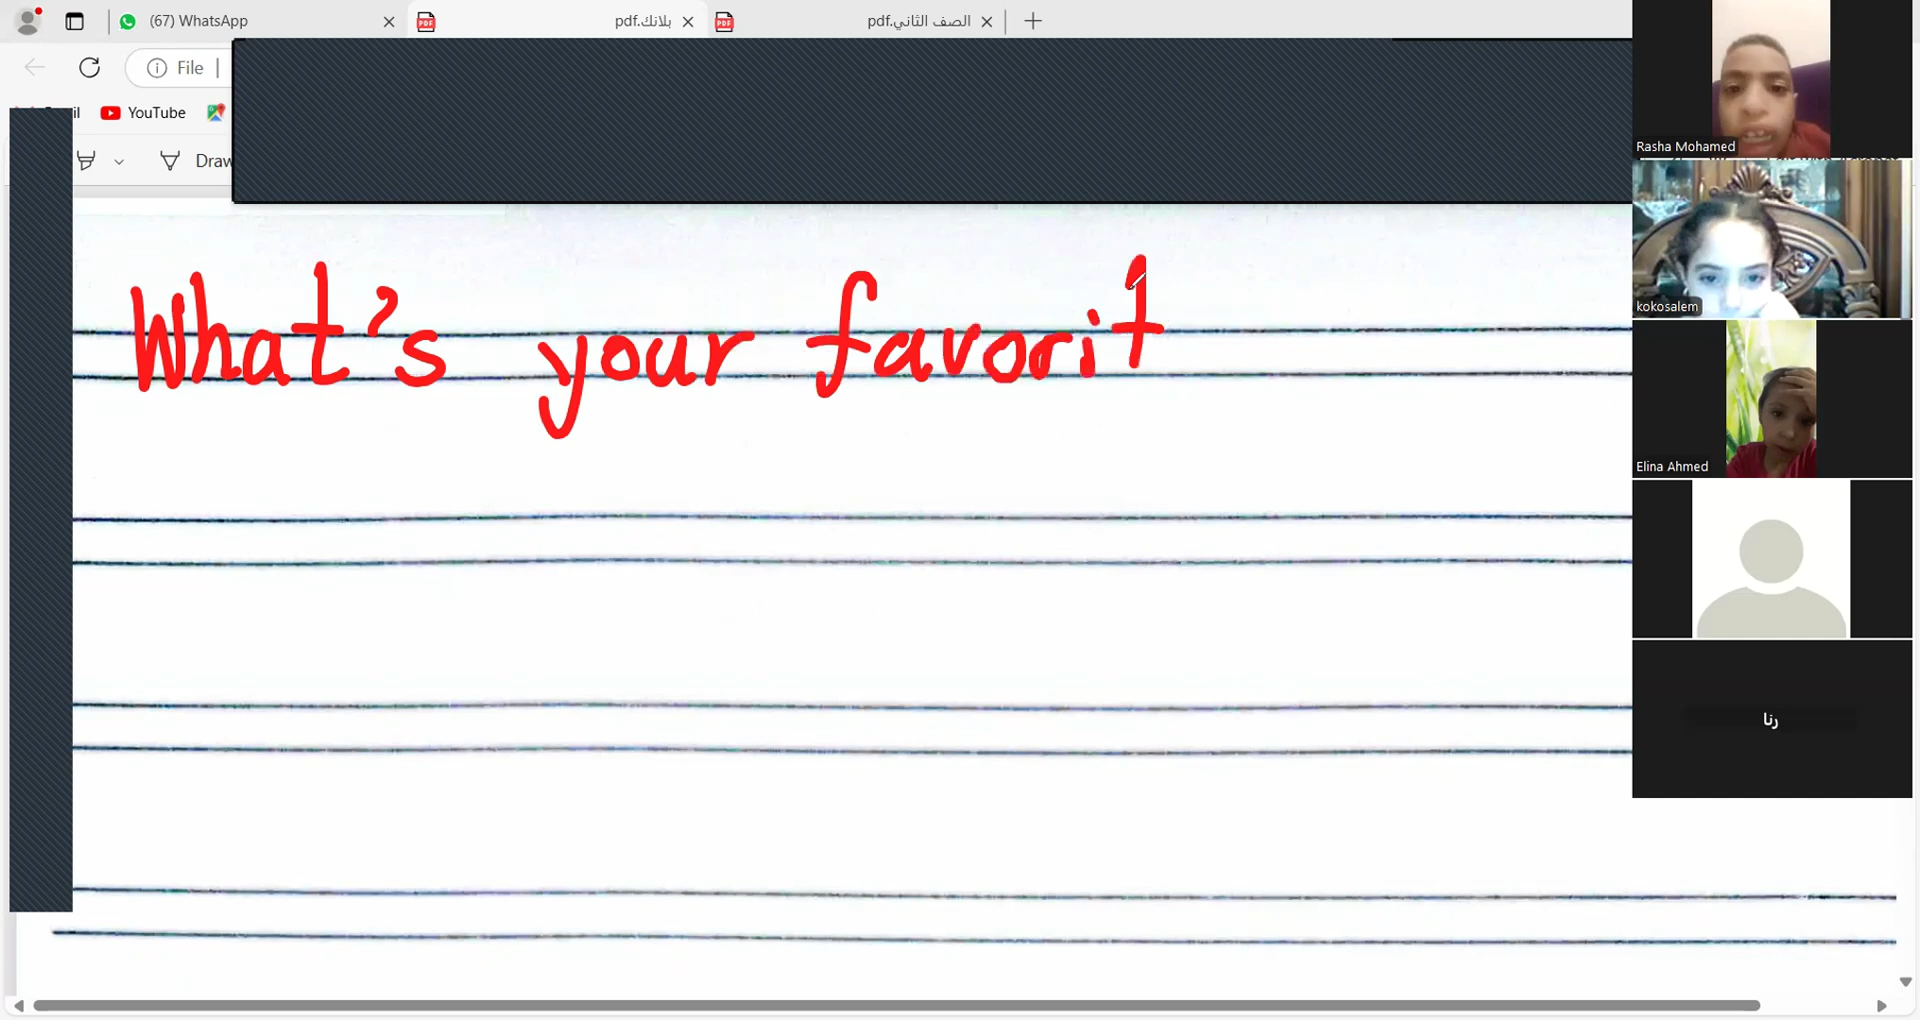 (67) WhatsApp
بلانك.pdf
الصف الثاني.pdf
File
YouTube
Draw
What's your favorit
Rasha Mohamed
kokosalem
Elina Ahmed
رنا